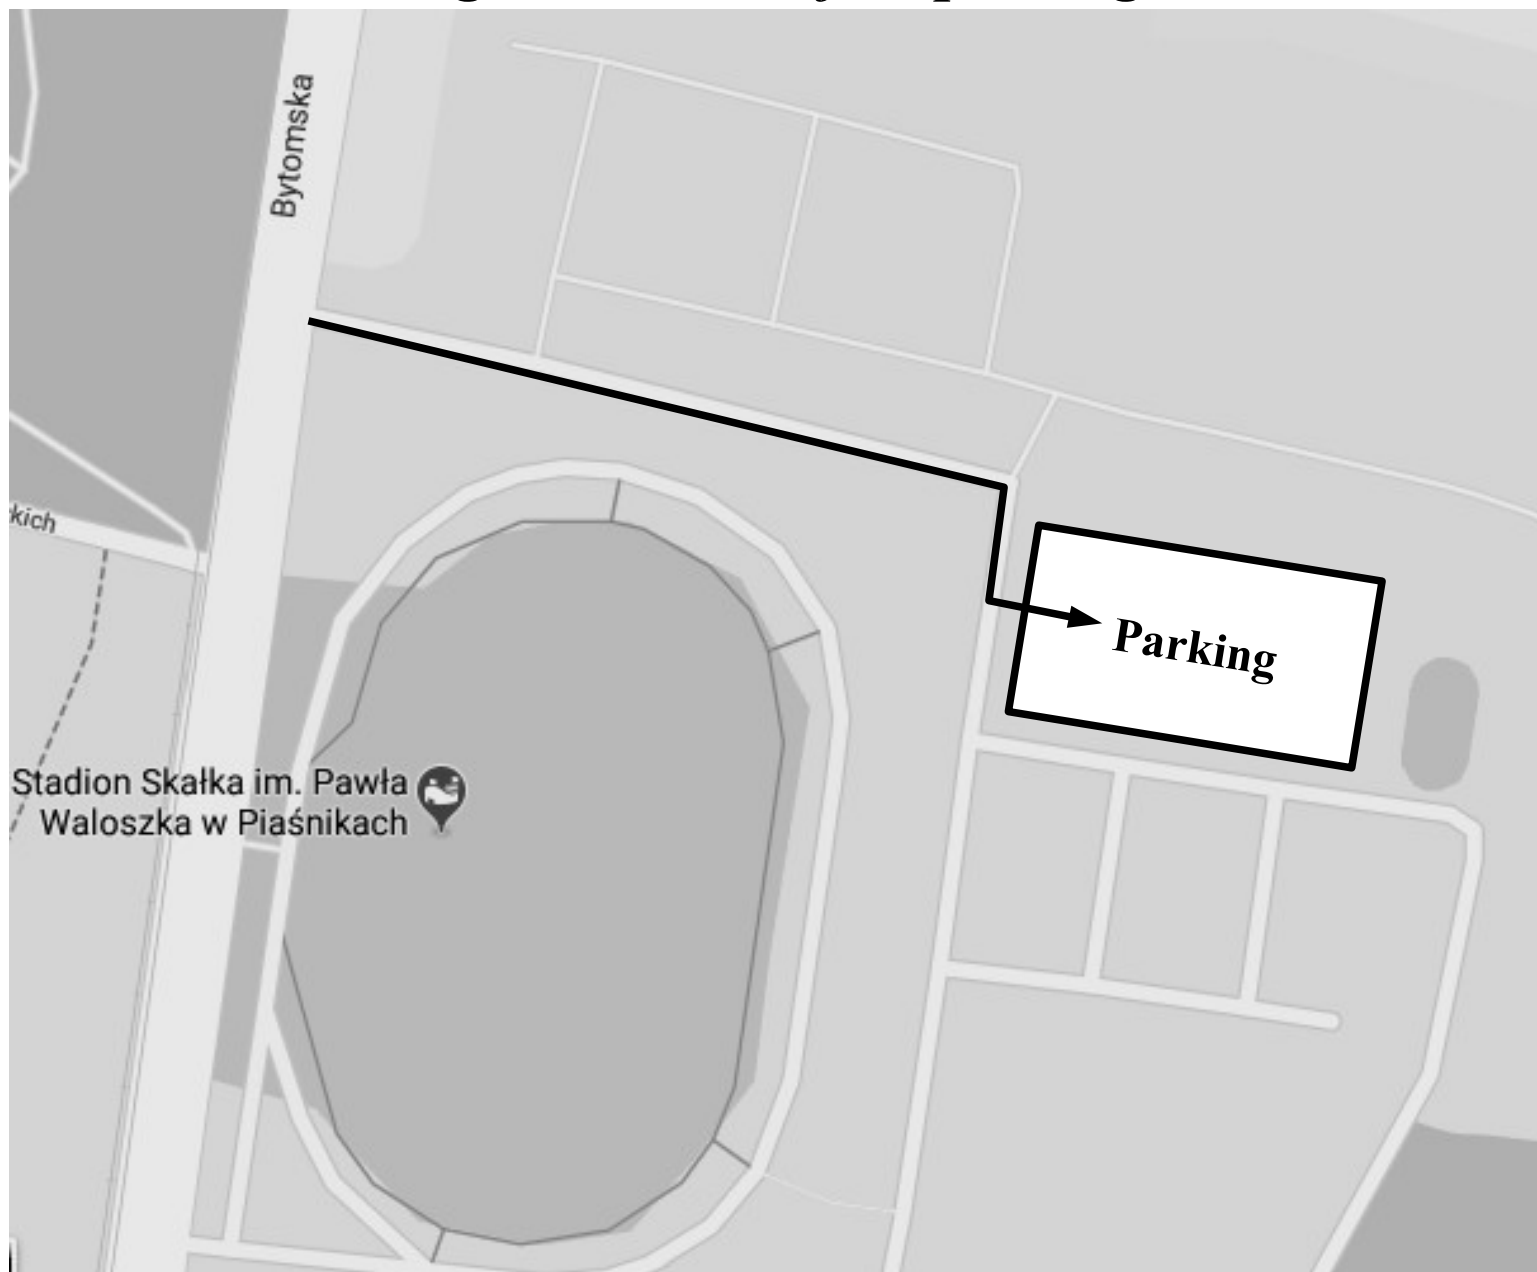 Bytomska
kich
Stadion Skałka im. Pawła
Waloszka w Piaśnikach
Parking